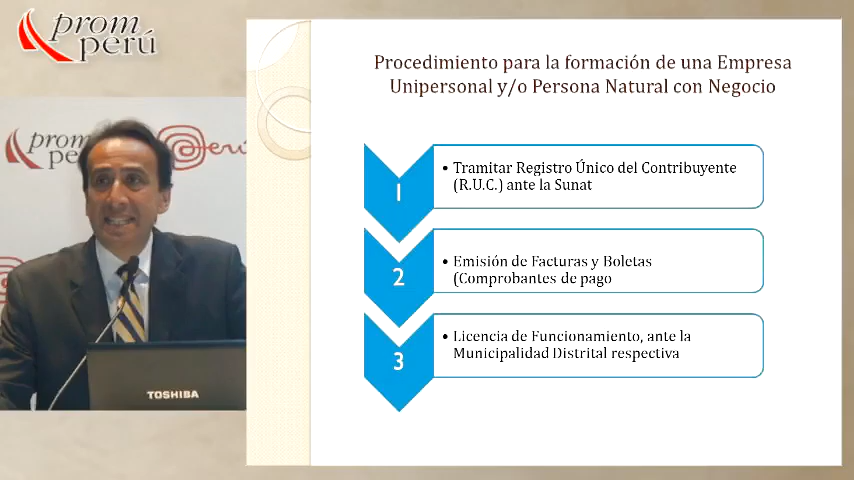 prom
perú
prom
pe
erú
TOSHIBA
Procedimiento para la formación de una Empresa
Unipersonal y/o Persona Natural con Negocio
1
• Tramitar Registro Único del Contribuyente
(R.U.C.) ante la Sunat
2
• Emisión de Facturas y Boletas
(Comprobantes de pago
3
• Licencia de Funcionamiento, ante la
Municipalidad Distrital respectiva